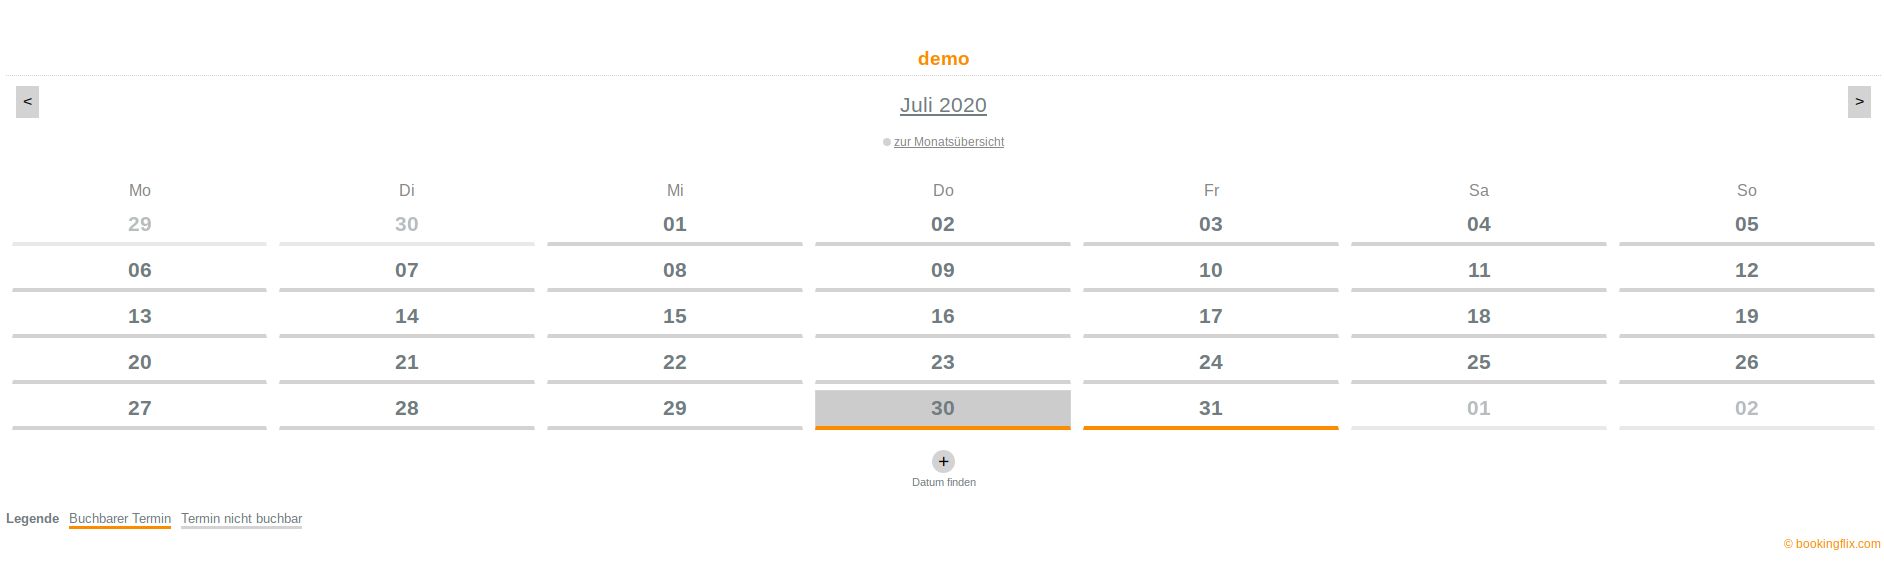 demo
< Juli 2020 >
zur Monatsübersicht
Mo Di Mi Do Fr Sa So
29 30 01 02 03 04 05
06 07 08 09 10 11 12
13 14 15 16 17 18 19
20 21 22 23 24 25 26
27 28 29 30 31 01 02
+
Datum finden
Legende Buchbarer Termin Termin nicht buchbar
© bookingflix.com